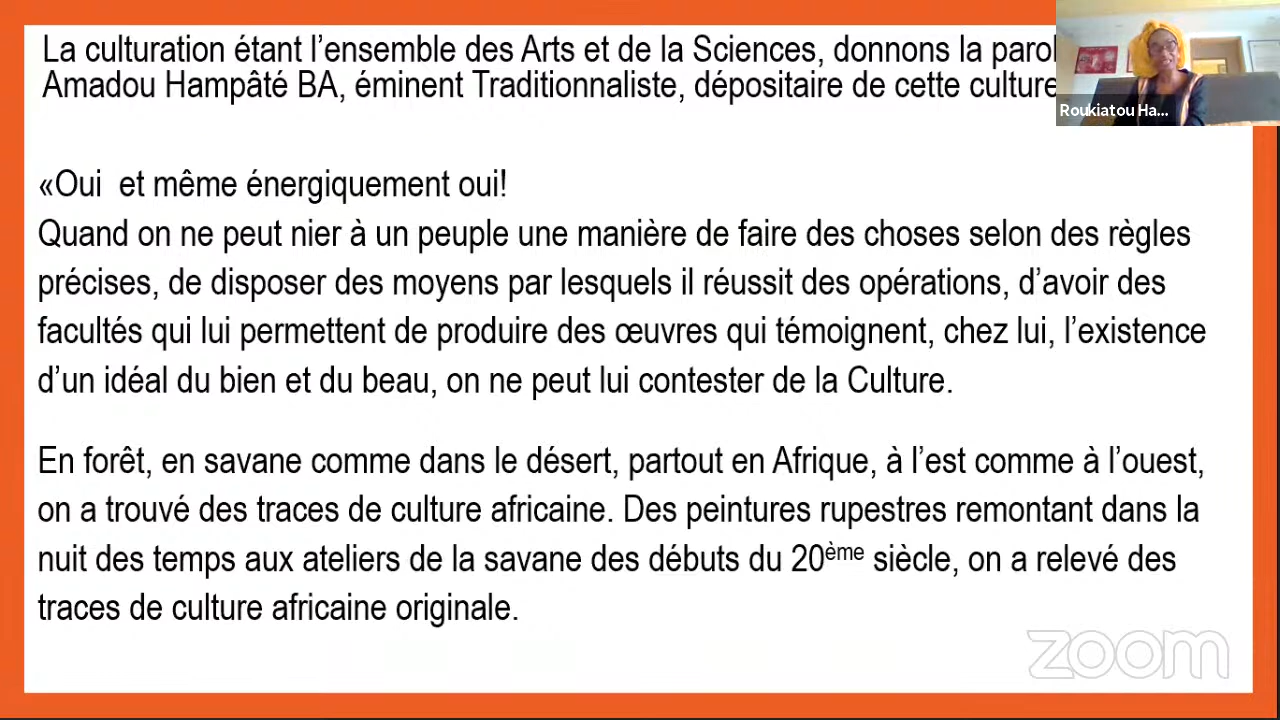 La culturation étant l’ensemble des Arts et de la Sciences, donnons la parol
Amadou Hampâté BA, éminent Traditionnaliste, dépositaire de cette culture
Roukiatou Ha...
«Oui et même énergiquement oui!
Quand on ne peut nier à un peuple une manière de faire des choses selon des règles
précises, de disposer des moyens par lesquels il réussit des opérations, d’avoir des
facultés qui lui permettent de produire des œuvres qui témoignent, chez lui, l’existence
d’un idéal du bien et du beau, on ne peut lui contester de la Culture.
En forêt, en savane comme dans le désert, partout en Afrique, à l’est comme à l’ouest,
on a trouvé des traces de culture africaine. Des peintures rupestres remontant dans la
nuit des temps aux ateliers de la savane des débuts du 20ème siècle, on a relevé des
traces de culture africaine originale.
zoom